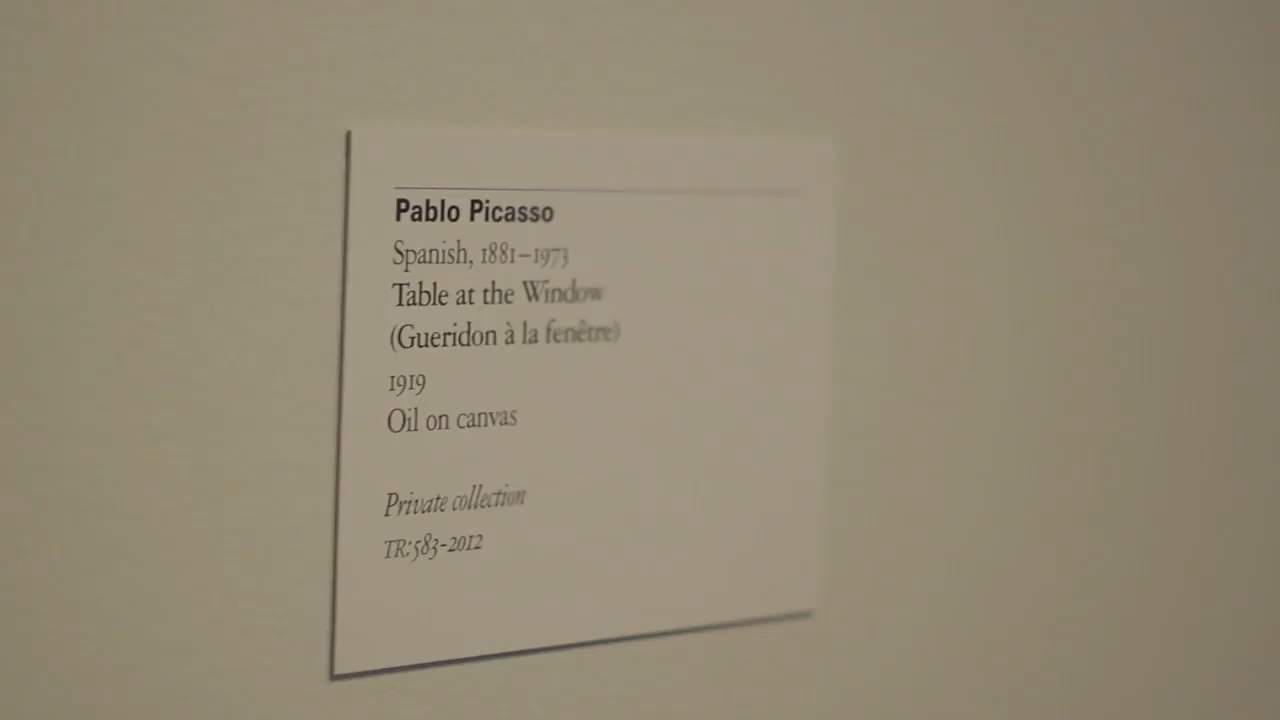 Pablo Picasso
Spanish, 1881–1973
Table at the Window
(Gueridon à la fenêtre)
1919
Oil on canvas
Private collection
TR:583-2012